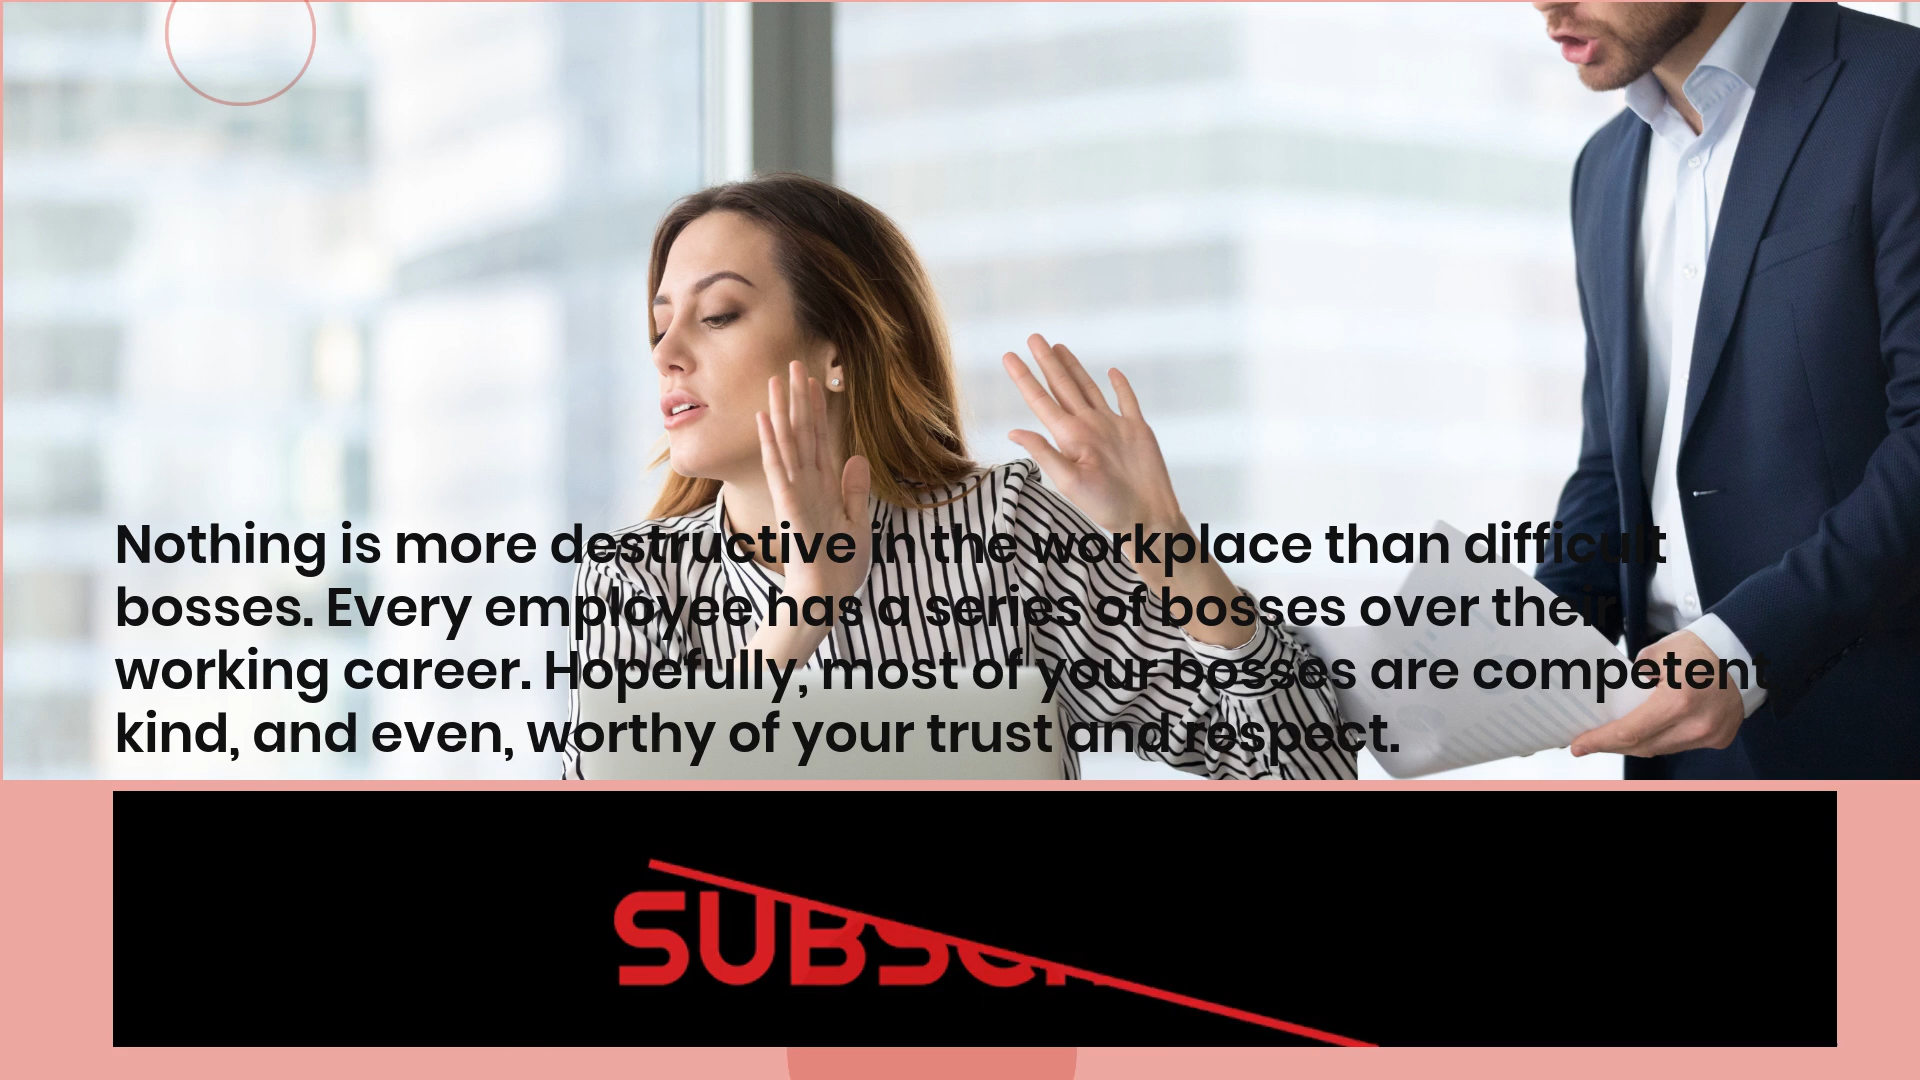 Nothing is more destructive in the workplace than difficult
bosses. Every employee has a series of bosses over their
working career. Hopefully, most of your bosses are competent,
kind, and even, worthy of your trust and respect.